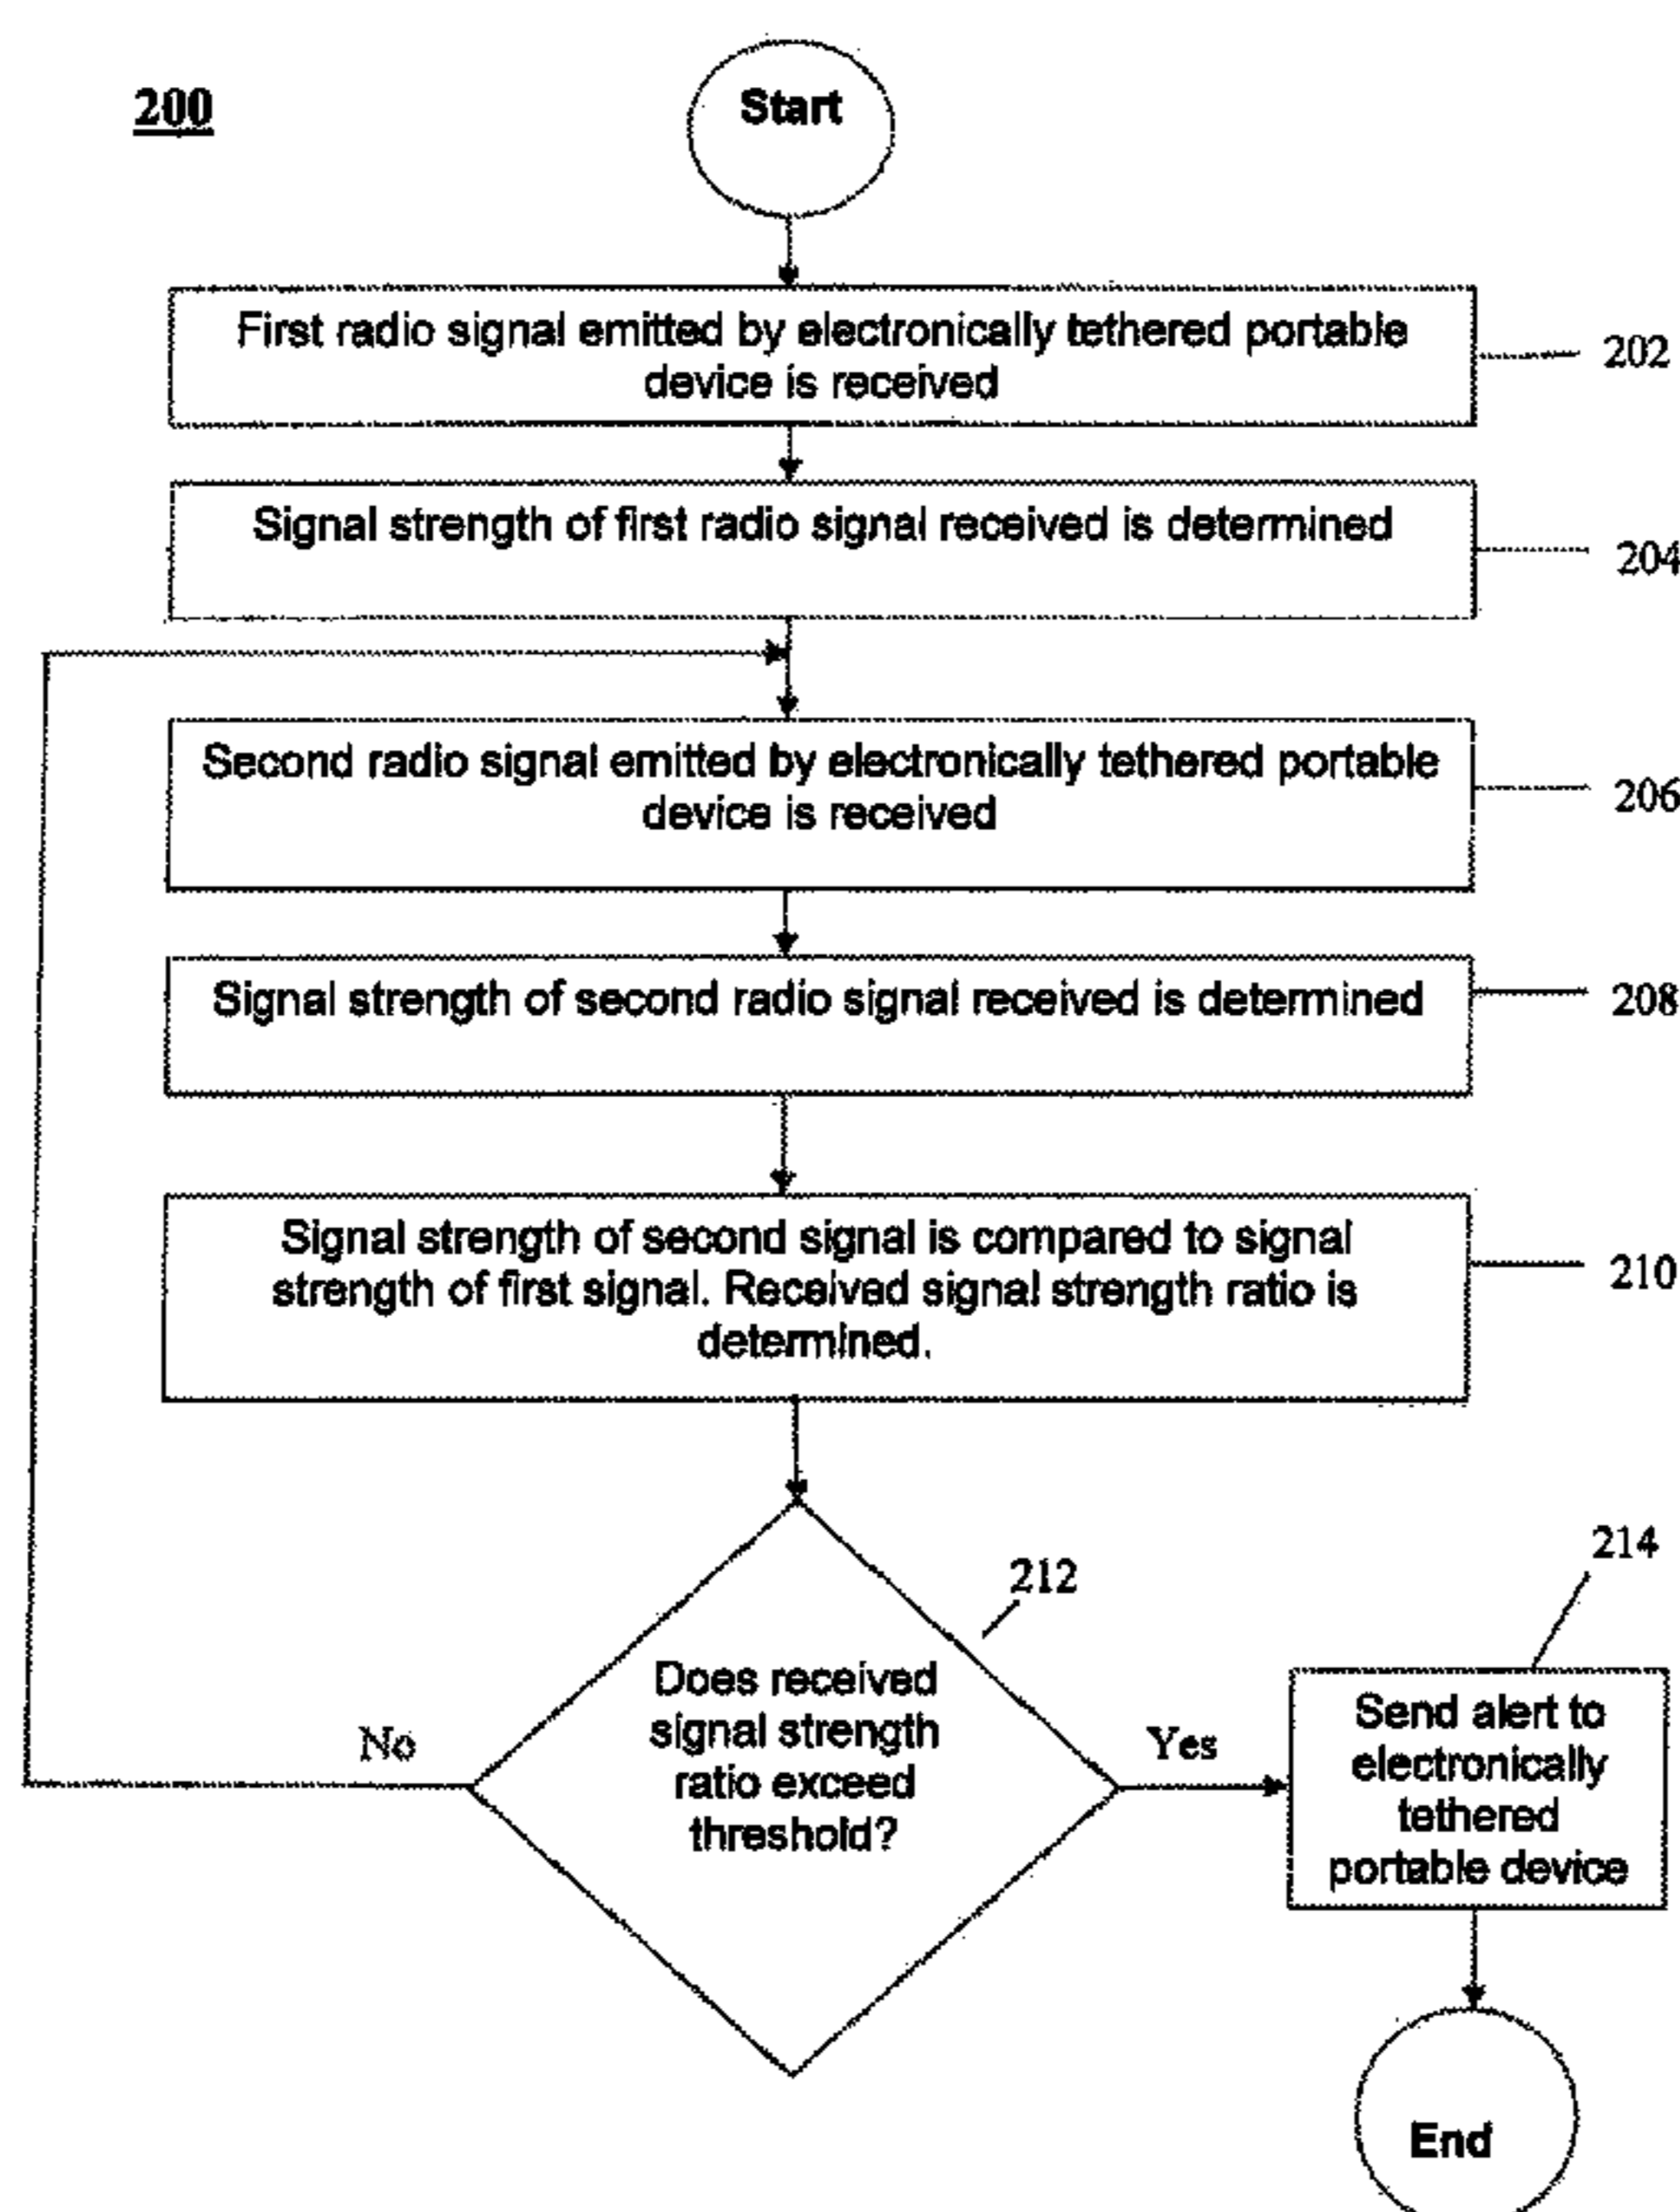 200
Start
First radio signal emitted by electronically tethered portable
device is received
202
Signal strength of first radio signal received is determined
204
Second radio signal emitted by electronically tethered portable
device is received
206
Signal strength of second radio signal received is determined
208
Signal strength of second signal is compared to signal
strength of first signal. Received signal strength ratio is
determined.
210
212
Does received
signal strength
ratio exceed
threshold?
No
Yes
214
Send alert to
electronically
tethered
portable device
End